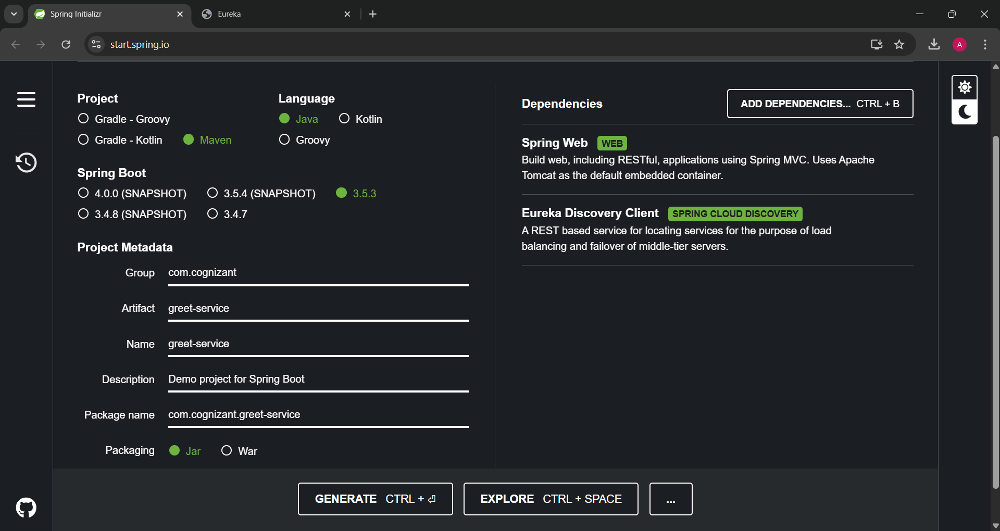 Spring Initializr
Eureka
start.spring.io
A
Project
Gradle - Groovy
Gradle - Kotlin
Maven
Language
Java
Kotlin
Groovy
Spring Boot
4.0.0 (SNAPSHOT)
3.5.4 (SNAPSHOT)
3.5.3
3.4.8 (SNAPSHOT)
3.4.7
Project Metadata
Group com.cognizant
Artifact greet-service
Name greet-service
Description Demo project for Spring Boot
Package name com.cognizant.greet-service
Packaging Jar War
Dependencies
ADD DEPENDENCIES... CTRL + B
Spring Web WEB
Build web, including RESTful, applications using Spring MVC. Uses Apache
Tomcat as the default embedded container.
Eureka Discovery Client SPRING CLOUD DISCOVERY
A REST based service for locating services for the purpose of load
balancing and failover of middle-tier servers.
GENERATE CTRL + ⏎
EXPLORE CTRL + SPACE
...